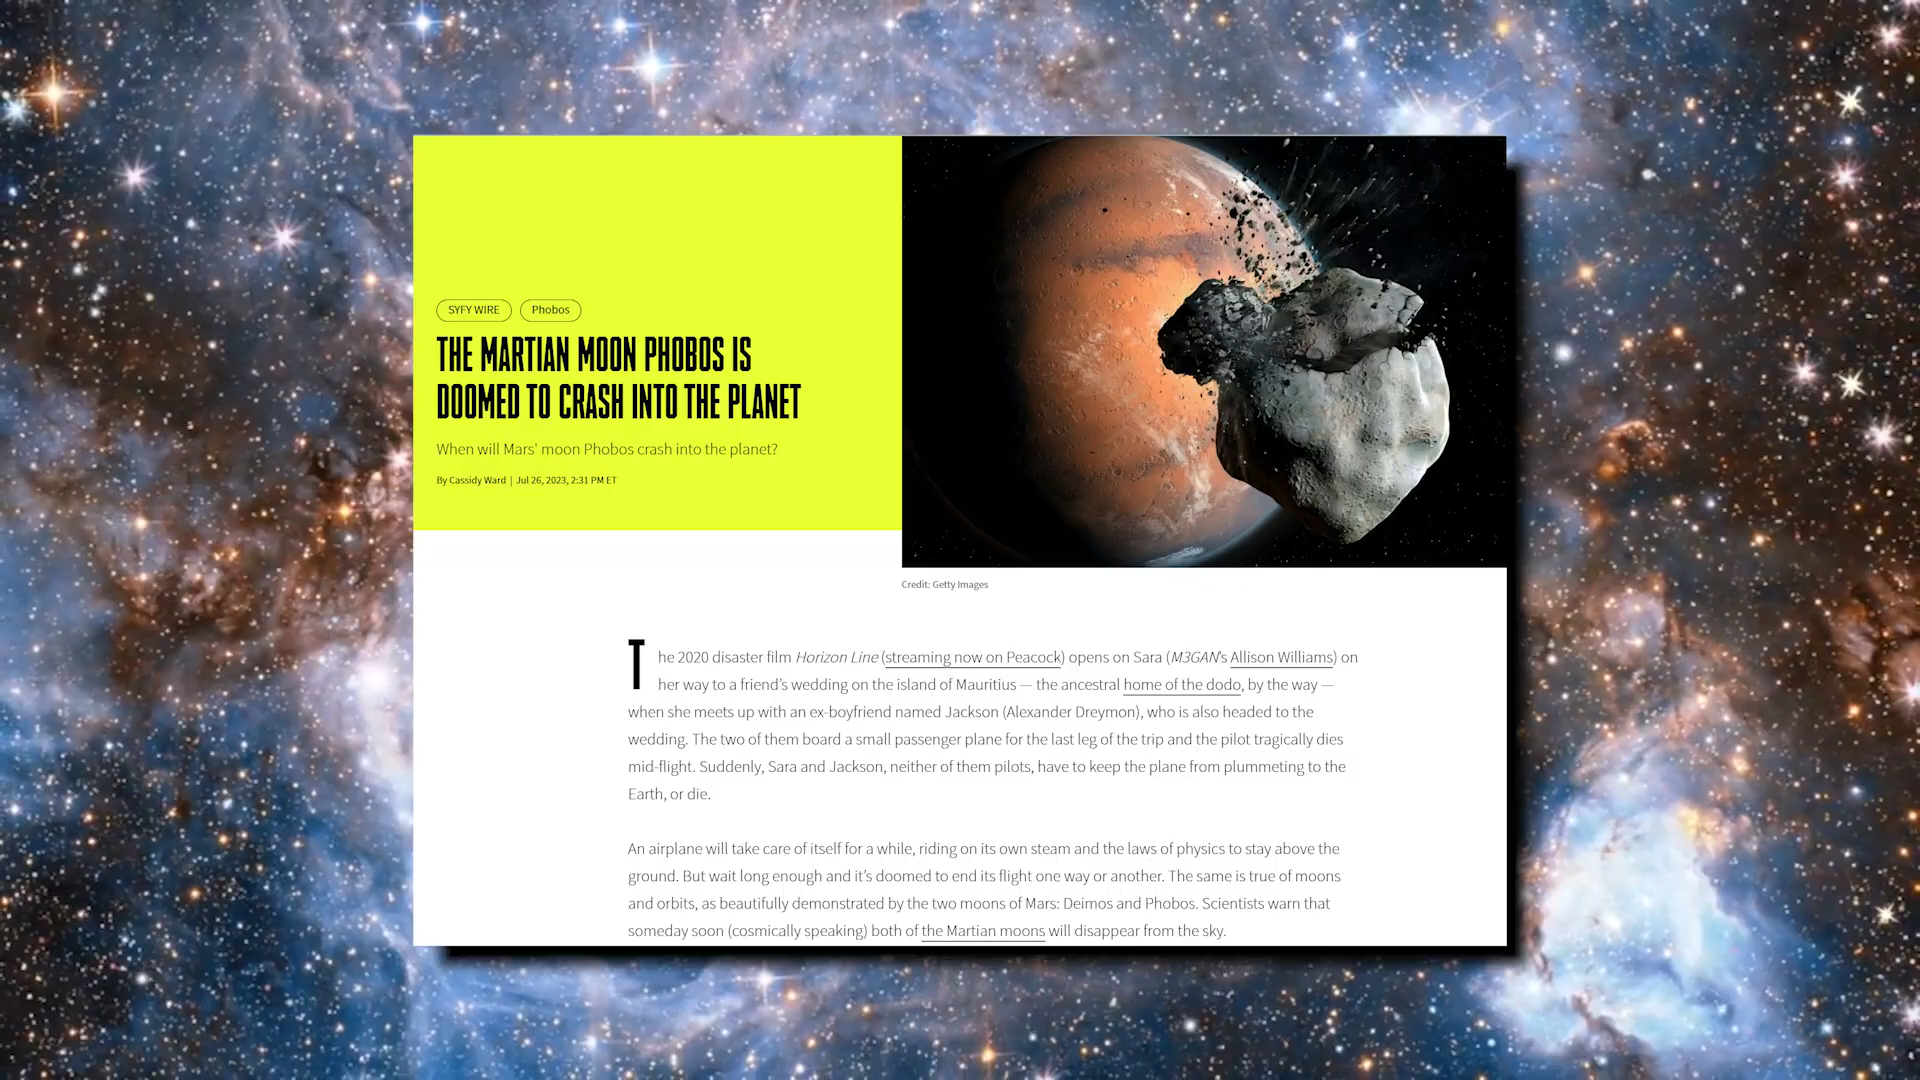 SYFY WIRE
Phobos
THE MARTIAN MOON PHOBOS IS
DOOMED TO CRASH INTO THE PLANET
When will Mars' moon Phobos crash into the planet?
By Cassidy Ward | Jul 26, 2023, 2:31 PM ET
Credit: Getty Images
The 2020 disaster film Horizon Line (streaming now on Peacock) opens on Sara (M3GAN's Allison Williams) on
her way to a friend's wedding on the island of Mauritius — the ancestral home of the dodo, by the way —
when she meets up with an ex-boyfriend named Jackson (Alexander Dreymon), who is also headed to the
wedding. The two of them board a small passenger plane for the last leg of the trip and the pilot tragically dies
mid-flight. Suddenly, Sara and Jackson, neither of them pilots, have to keep the plane from plummeting to the
Earth, or die.
An airplane will take care of itself for a while, riding on its own steam and the laws of physics to stay above the
ground. But wait long enough and it's doomed to end its flight one way or another. The same is true of moons
and orbits, as beautifully demonstrated by the two moons of Mars: Deimos and Phobos. Scientists warn that
someday soon (cosmically speaking) both of the Martian moons will disappear from the sky.